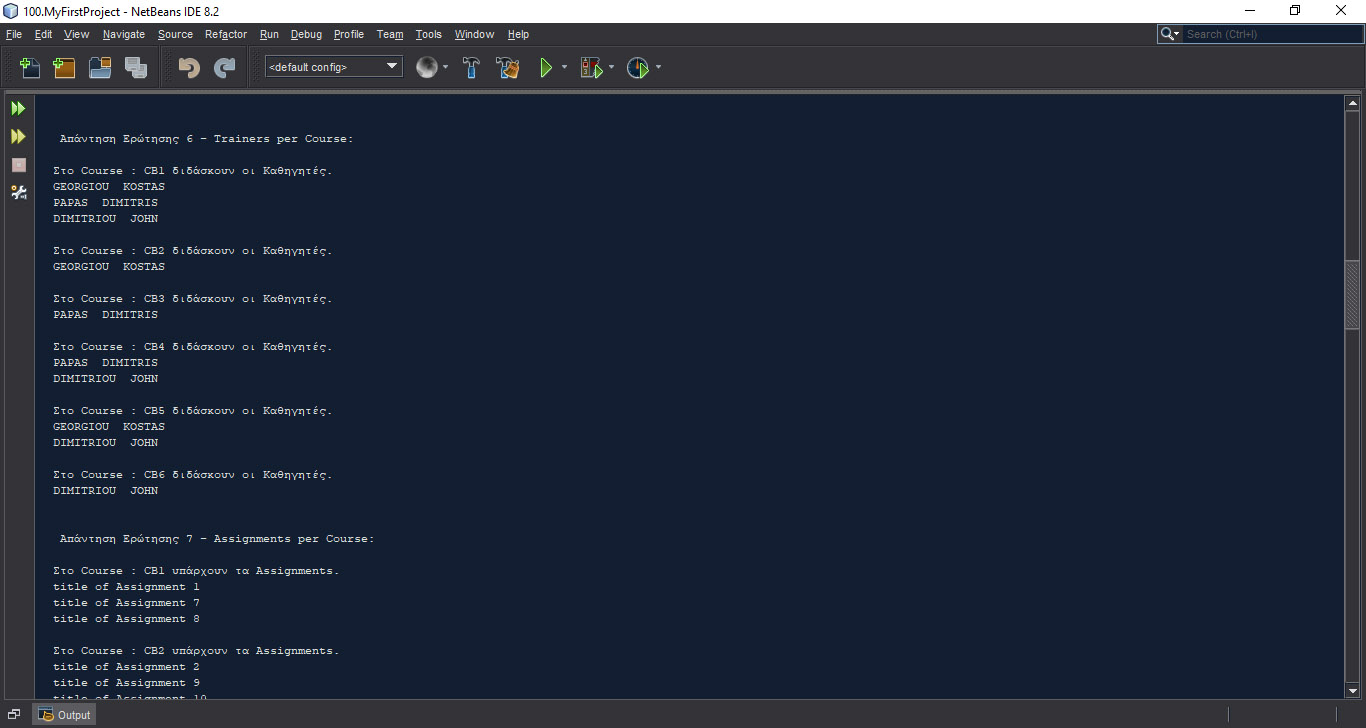 100.MyFirstProject - NetBeans IDE 8.2
File Edit View Navigate Source Refactor Run Debug Profile Team Tools Window Help
Search (Ctrl+I)
<default config>
Απάντηση Ερώτησης 6 - Trainers per Course:
Στο Course : CB1 διδάσκουν οι Καθηγητές.
GEORGIOU KOSTAS
PAPAS DIMITRIS
DIMITRIOU JOHN
Στο Course : CB2 διδάσκουν οι Καθηγητές.
GEORGIOU KOSTAS
Στο Course : CB3 διδάσκουν οι Καθηγητές.
PAPAS DIMITRIS
Στο Course : CB4 διδάσκουν οι Καθηγητές.
PAPAS DIMITRIS
DIMITRIOU JOHN
Στο Course : CB5 διδάσκουν οι Καθηγητές.
GEORGIOU KOSTAS
DIMITRIOU JOHN
Στο Course : CB6 διδάσκουν οι Καθηγητές.
DIMITRIOU JOHN
Απάντηση Ερώτησης 7 - Assignments per Course:
Στο Course : CB1 υπάρχουν τα Assignments.
title of Assignment 1
title of Assignment 7
title of Assignment 8
Στο Course : CB2 υπάρχουν τα Assignments.
title of Assignment 2
title of Assignment 9
title of Assignment 10
Output